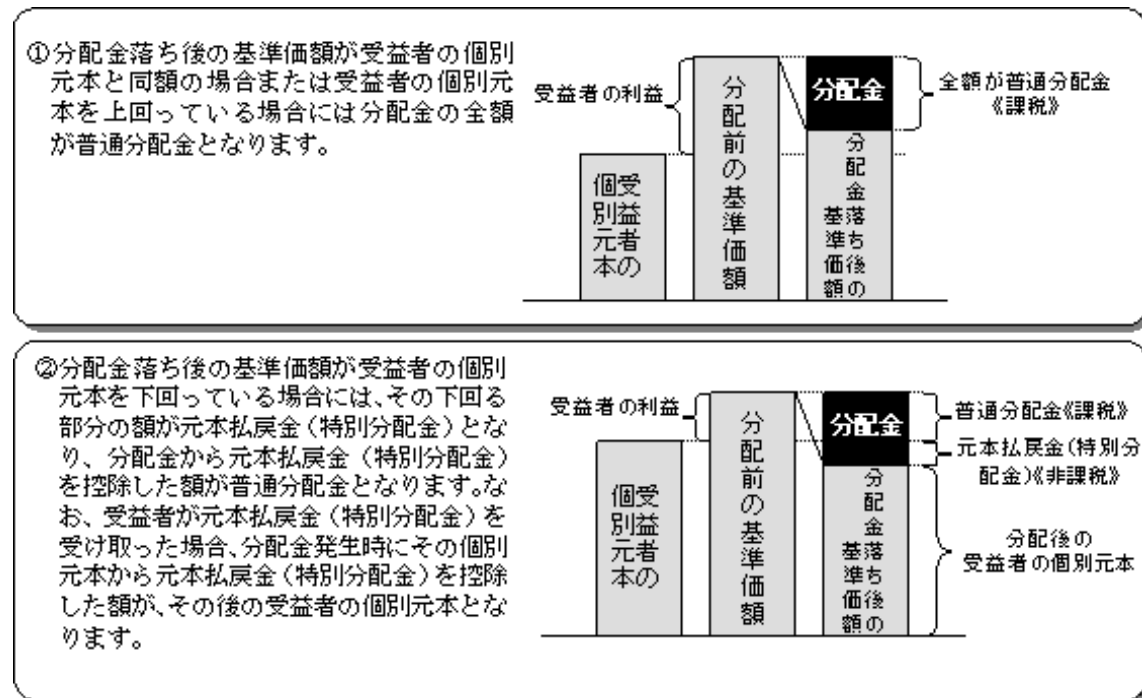 ①分配金落ち後の基準価額が受益者の個別
元本と同額の場合または受益者の個別元
本を上回っている場合には分配金の全額
が普通分配金となります。
受益者の利益
受益者の
個別元本
分配前の基準価額
分配金
分配金落ち後の
基準価額
全額が普通分配金
《課税》
②分配金落ち後の基準価額が受益者の個別
元本を下回っている場合には、その下回る
部分の額が元本払戻金（特別分配金）とな
り、分配金から元本払戻金（特別分配金）
を控除した額が普通分配金となります。な
お、受益者が元本払戻金（特別分配金）を
受け取った場合、分配金発生時にその個別
元本から元本払戻金（特別分配金）を控除
した額が、その後の受益者の個別元本とな
ります。
受益者の利益
受益者の
個別元本
分配前の基準価額
分配金
分配金落ち後の
基準価額
普通分配金《課税》
元本払戻金(特別分
配金)《非課税》
分配後の
受益者の個別元本